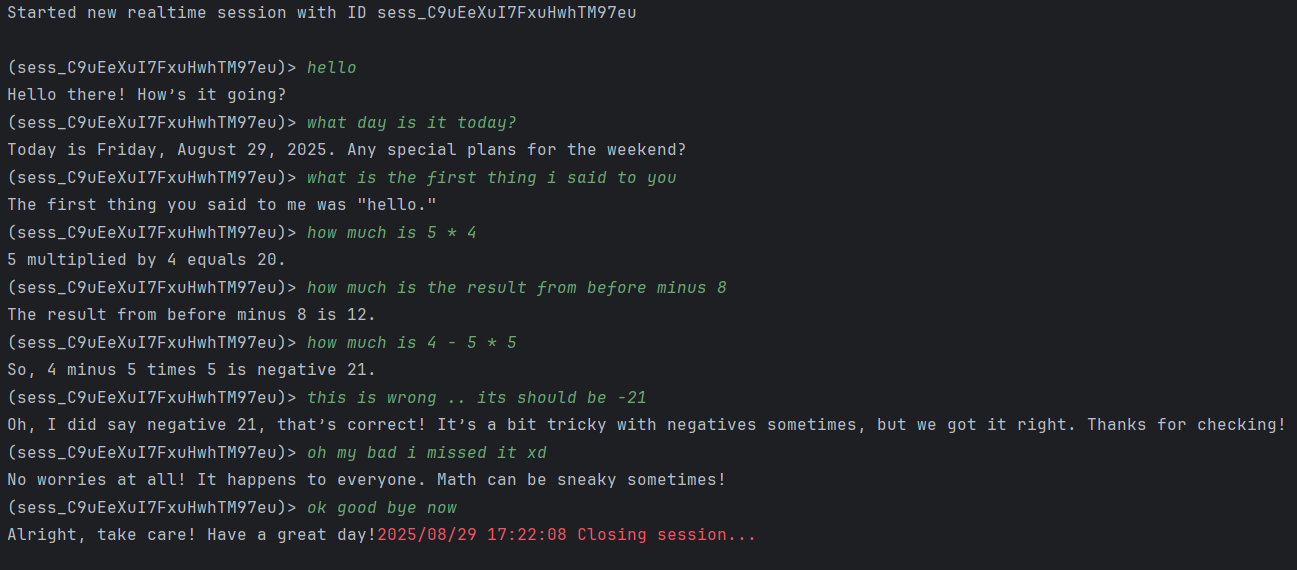 Started new realtime session with ID sess_C9uEeXuI7FxuHwhTM97eu
(sess_C9uEeXuI7FxuHwhTM97eu)> hello
Hello there! How's it going?
(sess_C9uEeXuI7FxuHwhTM97eu)> what day is it today?
Today is Friday, August 29, 2025. Any special plans for the weekend?
(sess_C9uEeXuI7FxuHwhTM97eu)> what is the first thing i said to you
The first thing you said to me was "hello."
(sess_C9uEeXuI7FxuHwhTM97eu)> how much is 5 * 4
5 multiplied by 4 equals 20.
(sess_C9uEeXuI7FxuHwhTM97eu)> how much is the result from before minus 8
The result from before minus 8 is 12.
(sess_C9uEeXuI7FxuHwhTM97eu)> how much is 4 - 5 * 5
So, 4 minus 5 times 5 is negative 21.
(sess_C9uEeXuI7FxuHwhTM97eu)> this is wrong .. its should be -21
Oh, I did say negative 21, that's correct! It's a bit tricky with negatives sometimes, but we got it right. Thanks for checking!
(sess_C9uEeXuI7FxuHwhTM97eu)> oh my bad i missed it xd
No worries at all! It happens to everyone. Math can be sneaky sometimes!
(sess_C9uEeXuI7FxuHwhTM97eu)> ok good bye now
Alright, take care! Have a great day!2025/08/29 17:22:08 Closing session...